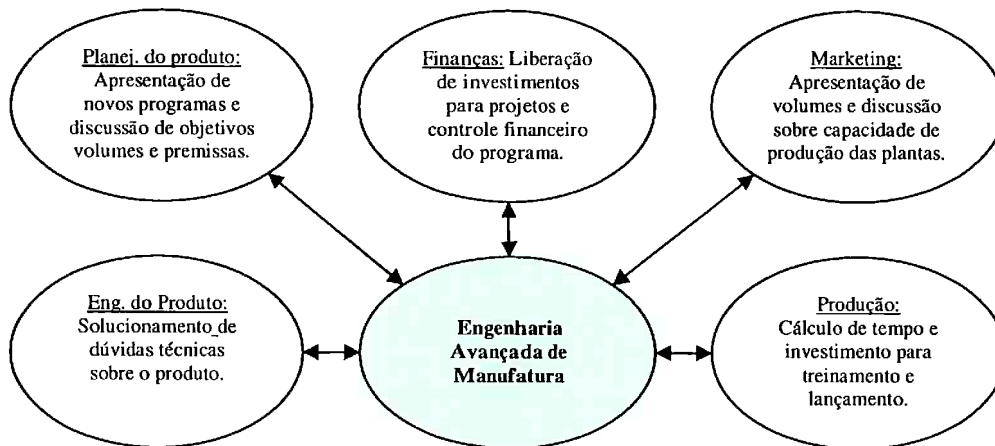 Planej. do produto:
Apresentação de
novos programas e
discussão de objetivos
volumes e premissas.
Finanças: Liberação
de investimentos
para projetos e
controle financeiro
do programa.
Marketing:
Apresentação de
volumes e discussão
sobre capacidade de
produção das plantas.
Eng. do Produto:
Solucionamento de
dúvidas técnicas
sobre o produto.
Engenharia
Avançada de
Manufatura
Produção:
Cálculo de tempo e
investimento para
treinamento e
lançamento.